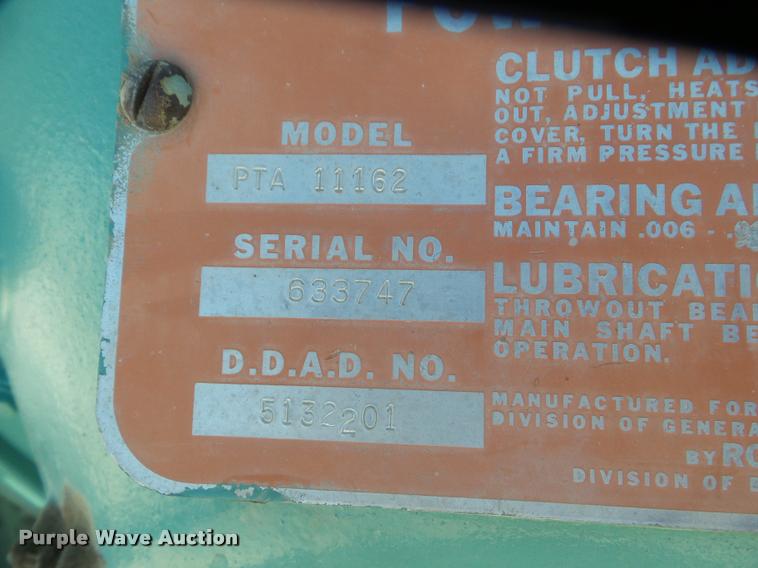 CLUTCH
NOT PULL, HEATS
OUT, ADJUSTMENT
COVER, TURN THE
A FIRM PRESSURE
MODEL
PTA 11162
BEARING
MAINTAIN .006 -
SERIAL NO.
633747
LUBRICATI
THROWOUT BEAR
MAIN SHAFT BE
OPERATION.
D.D.A.D. NO.
5132201
MANUFACTURED FOR
DIVISION OF GENERA
BY RO
DIVISION OF
Purple Wave Auction